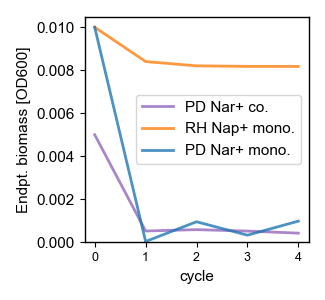 Endpt. biomass [OD600]
0.010
0.008
0.006
0.004
0.002
0.000
PD Nar+ co.
RH Nap+ mono.
PD Nar+ mono.
0 1 2 3 4
cycle